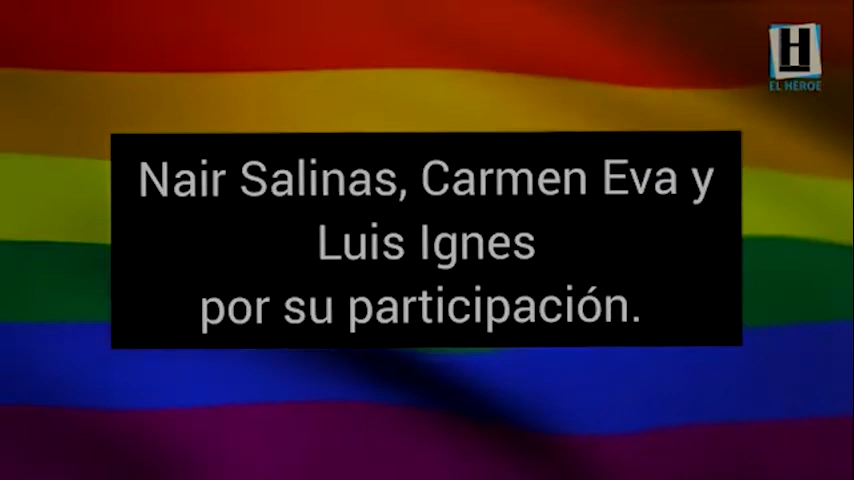 H
EL HEROE
Nair Salinas, Carmen Eva y
Luis Ignes
por su participación.